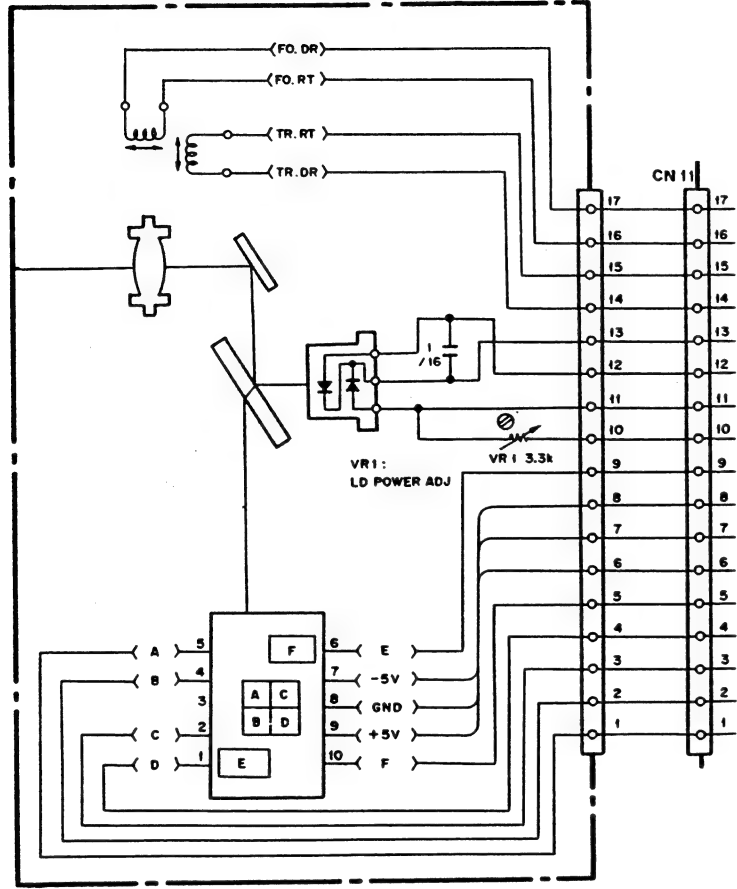 FO. DR
FO. RT
TR. RT
TR. DR
CN 11
17 17
16 16
15 15
14 14
13 13
12 12
11 11
10 10
9 9
8 8
7 7
6 6
5 5
4 4
3 3
2 2
1 1
1
/16
VR 1 3.3k
VR1 :
LD POWER ADJ
A 5
B 4
3
C 2
D 1
F
A C
B D
E
6 E
7 -5V
8 GND
9 +5V
10 F